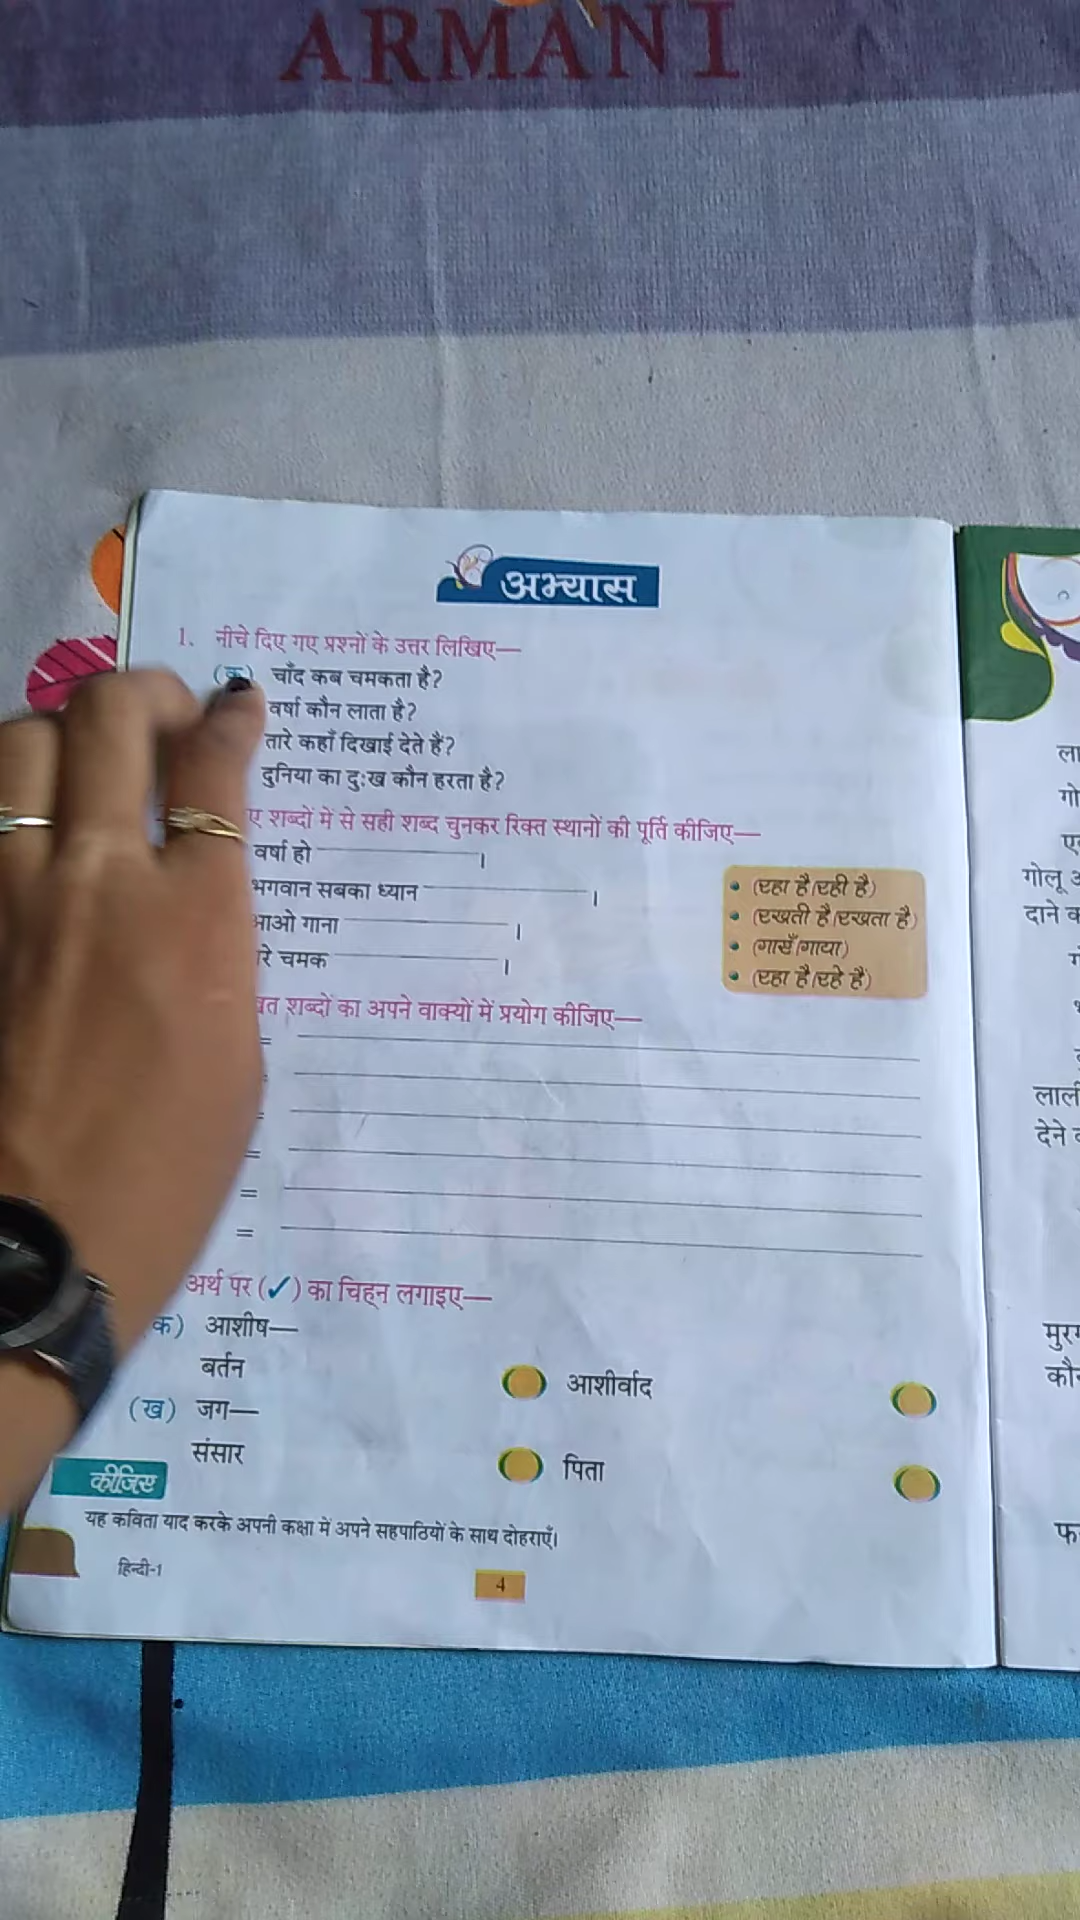 ARMANI
अभ्यास
1. नीचे दिए गए प्रश्नों के उत्तर लिखिए—
(क) चाँद कब चमकता है?
वर्षा कौन लाता है?
तारे कहाँ दिखाई देते हैं?
दुनिया का दुःख कौन हरता है?
शब्दों में से सही शब्द चुनकर रिक्त स्थानों की पूर्ति कीजिए—
वर्षा हो ।
भगवान सबका ध्यान ।
आओ गाना ।
चमक ।
• (रहा है/रही है)
• (रखती है/रखता है)
• (गाएँ/गाया)
• (रहा है/रहे हैं)
शब्दों का अपने वाक्यों में प्रयोग कीजिए—
=
=
=
=
=
=
अर्थ पर (✓) का चिह्न लगाइए—
क) आशीष—
बर्तन आशीर्वाद
(ख) जग—
संसार पिता
कीजिए
यह कविता याद करके अपनी कक्षा में अपने सहपाठियों के साथ दोहराएँ।
हिन्दी-1
4
गोलू
दाने